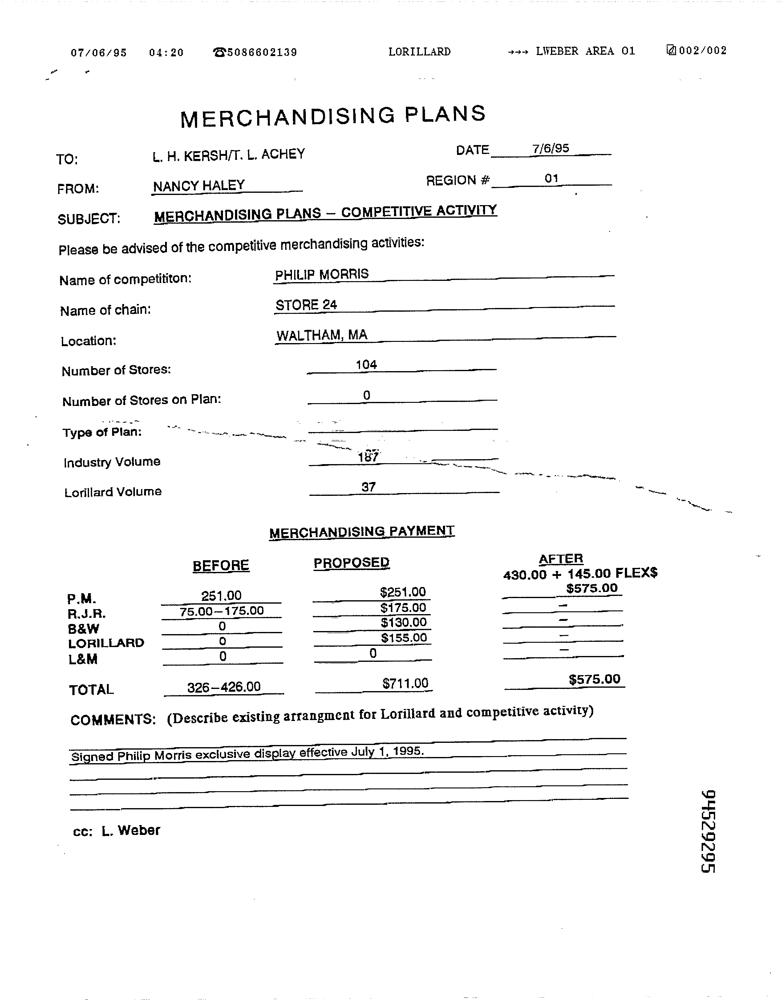 07/06/95 04:20 ☎5086602139 LORILLARD →→→ LWEBER AREA 01 002/002
MERCHANDISING PLANS
TO: L. H. KERSH/T. L. ACHEY DATE 7/6/95
FROM: NANCY HALEY REGION # 01
SUBJECT: MERCHANDISING PLANS – COMPETITIVE ACTIVITY
Please be advised of the competitive merchandising activities:
Name of competititon: PHILIP MORRIS
Name of chain: STORE 24
Location: WALTHAM, MA
Number of Stores: 104
Number of Stores on Plan: 0
Type of Plan:
Industry Volume 187
Lorillard Volume 37
MERCHANDISING PAYMENT
BEFORE PROPOSED AFTER
430.00 + 145.00 FLEX$
P.M. 251.00 $251.00 $575.00
R.J.R. 75.00–175.00 $175.00 –
B&W 0 $130.00 –
LORILLARD 0 $155.00 –
L&M 0 0 –
TOTAL 326–426.00 $711.00 $575.00
COMMENTS: (Describe existing arrangment for Lorillard and competitive activity)
Signed Philip Morris exclusive display effective July 1, 1995.
cc: L. Weber
94529295